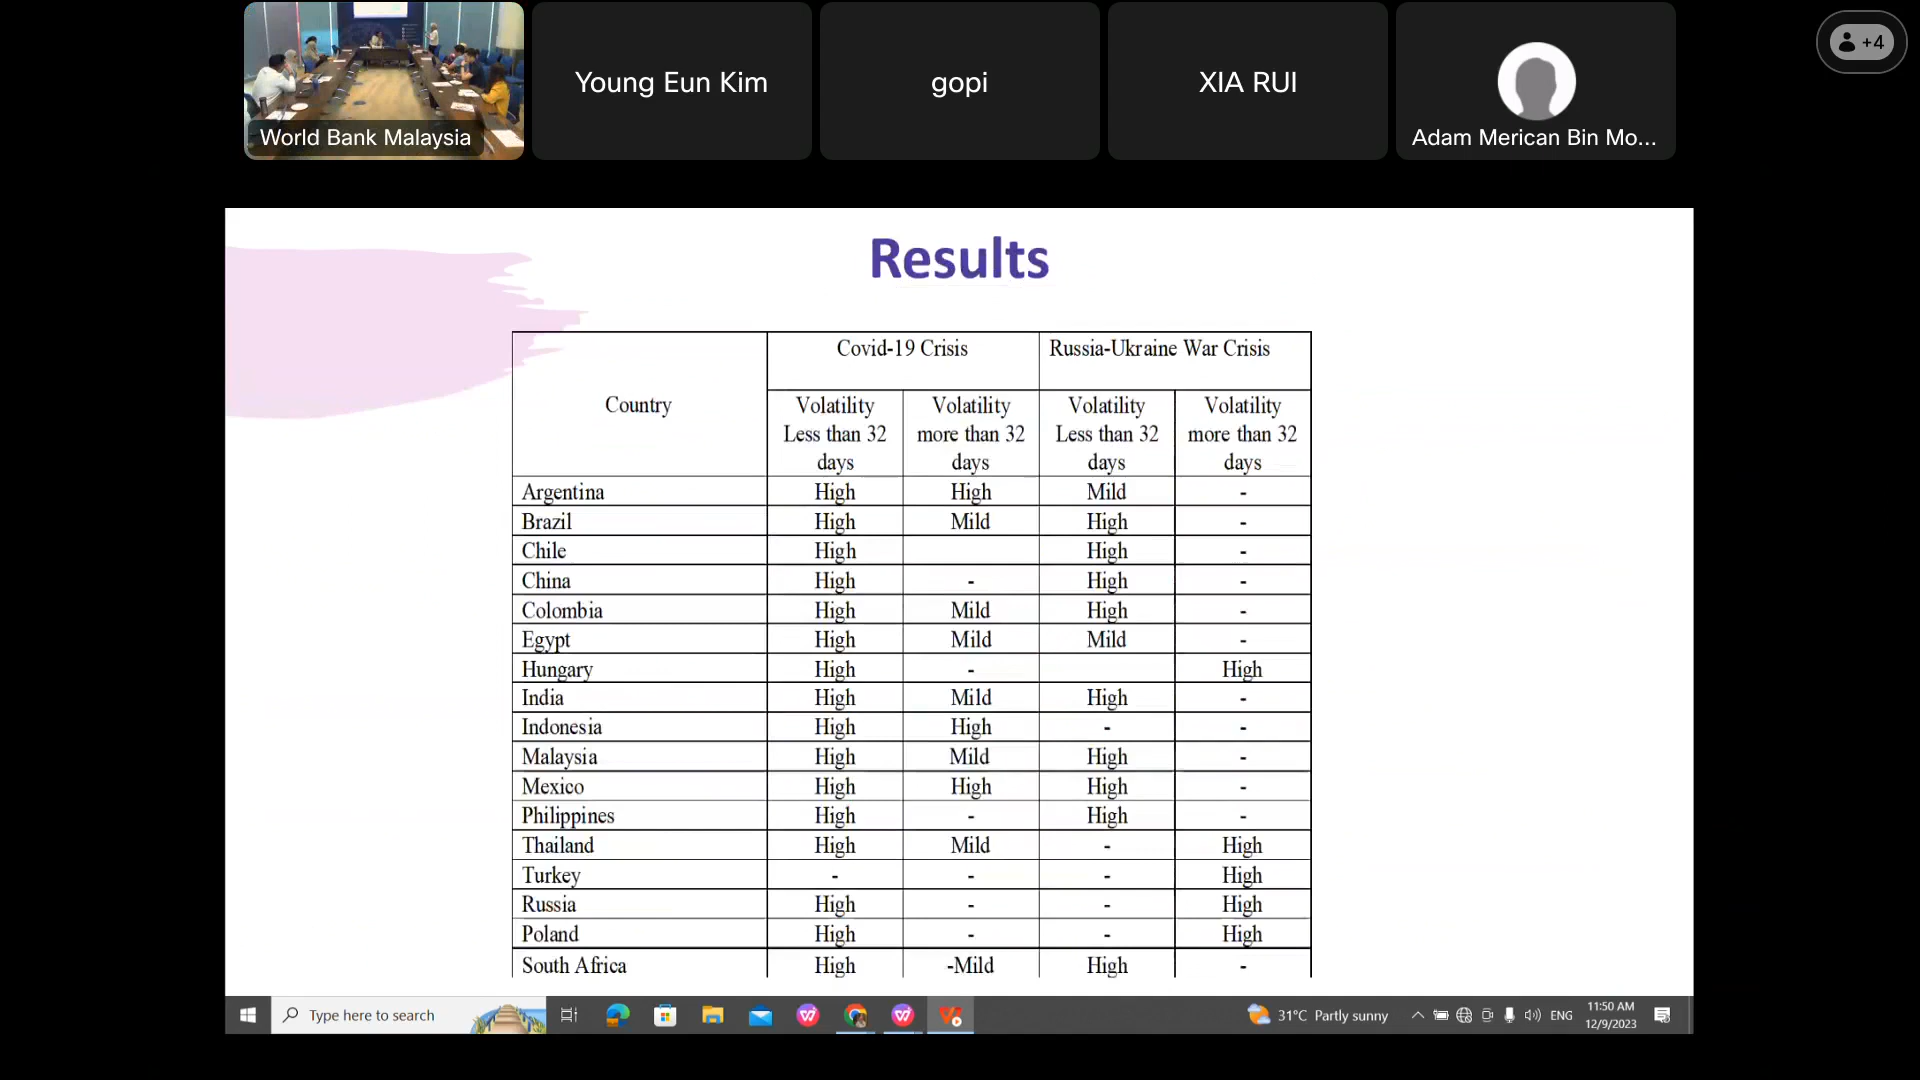 World Bank Malaysia
Young Eun Kim
gopi
XIA RUI
Adam Merican Bin Mo...
+4
Results
Country Covid-19 Crisis Russia-Ukraine War Crisis
Volatility Less than 32 days Volatility more than 32 days Volatility Less than 32 days Volatility more than 32 days
Argentina High High Mild -
Brazil High Mild High -
Chile High High -
China High - High -
Colombia High Mild High -
Egypt High Mild Mild -
Hungary High - High
India High Mild High -
Indonesia High High - -
Malaysia High Mild High -
Mexico High High High -
Philippines High - High -
Thailand High Mild - High
Turkey - - - High
Russia High - - High
Poland High - - High
South Africa High -Mild High -
Type here to search
31°C Partly sunny
ENG
11:50 AM
12/9/2023